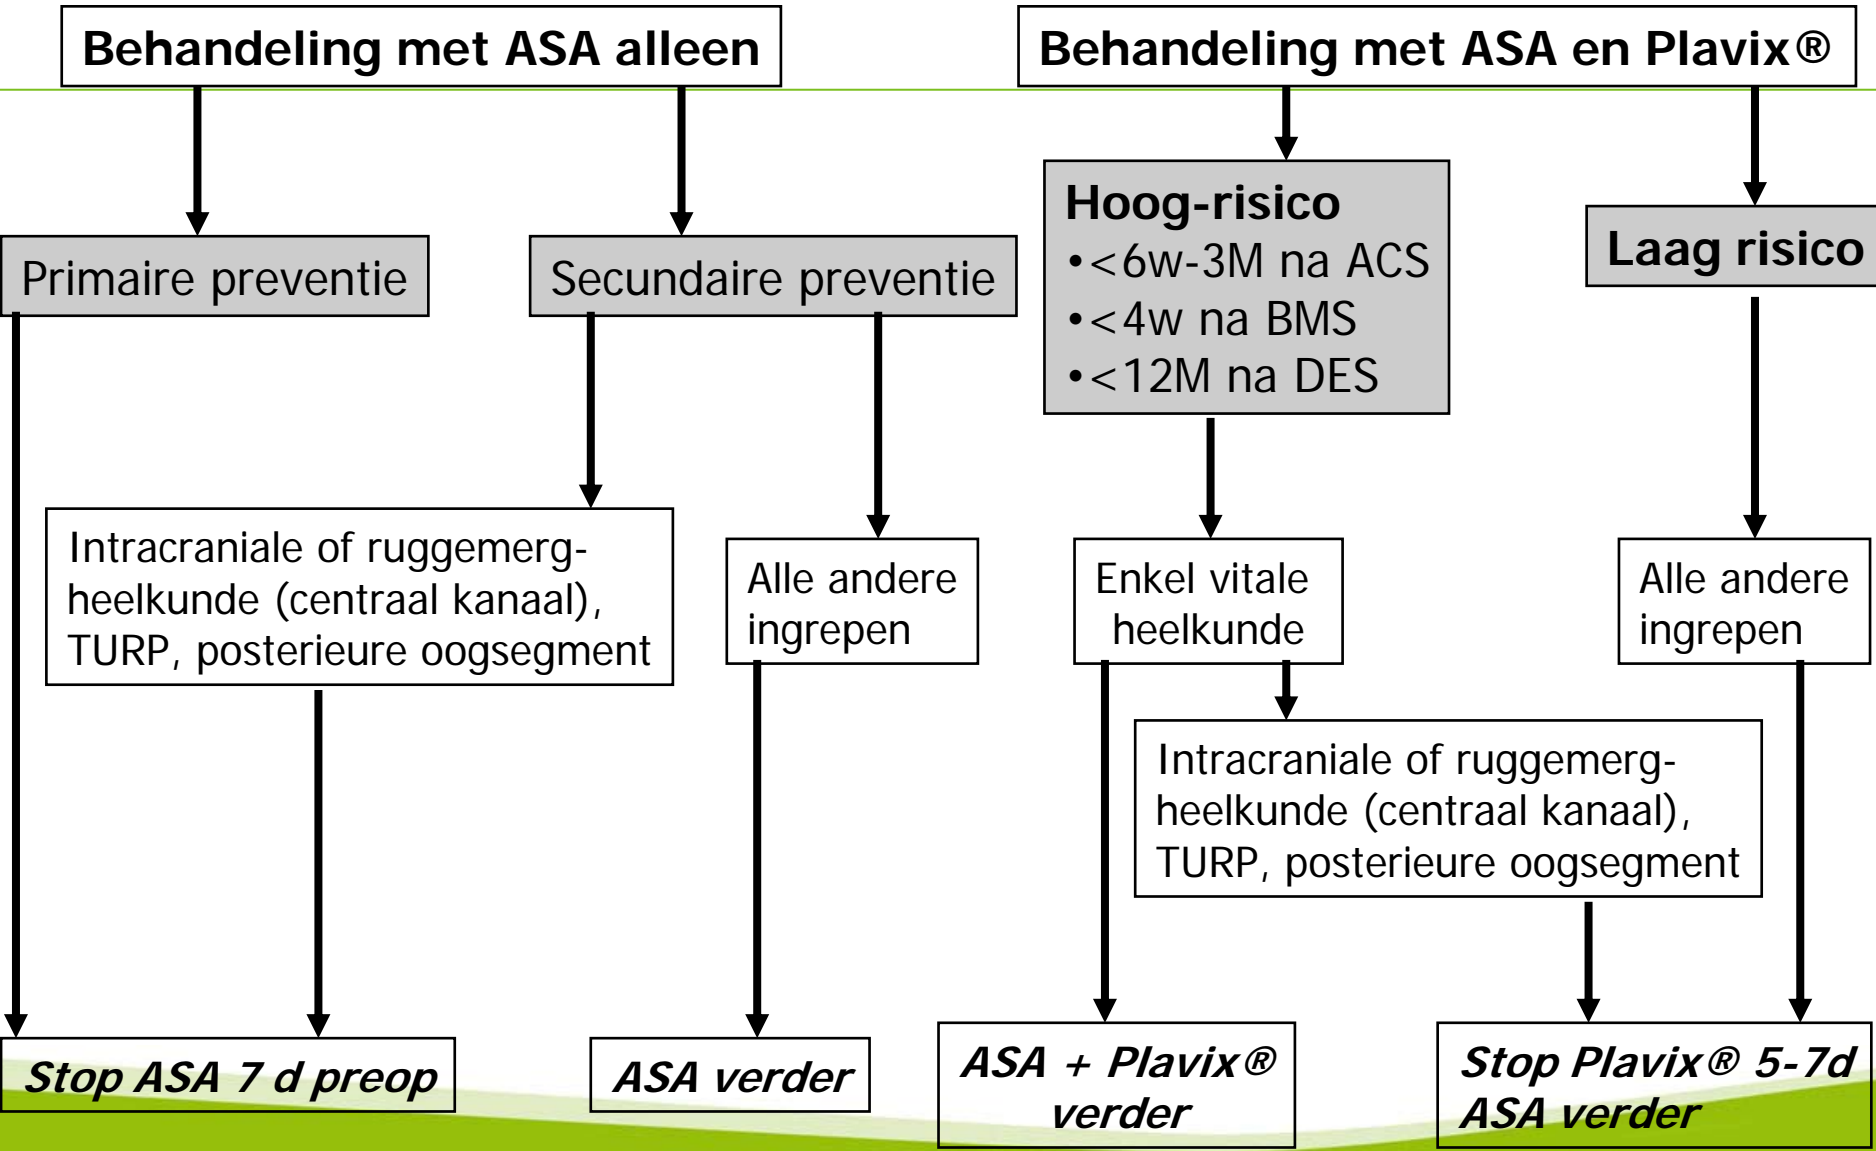 Behandeling met ASA alleen
Behandeling met ASA en Plavix®
Primaire preventie
Secundaire preventie
Hoog-risico
•<6w-3M na ACS
•<4w na BMS
•<12M na DES
Laag risico
Intracraniale of ruggemerg-
heelkunde (centraal kanaal),
TURP, posterieure oogsegment
Alle andere
ingrepen
Enkel vitale
heelkunde
Alle andere
ingrepen
Intracraniale of ruggemerg-
heelkunde (centraal kanaal),
TURP, posterieure oogsegment
Stop ASA 7 d preop
ASA verder
ASA + Plavix®
verder
Stop Plavix® 5-7d
ASA verder